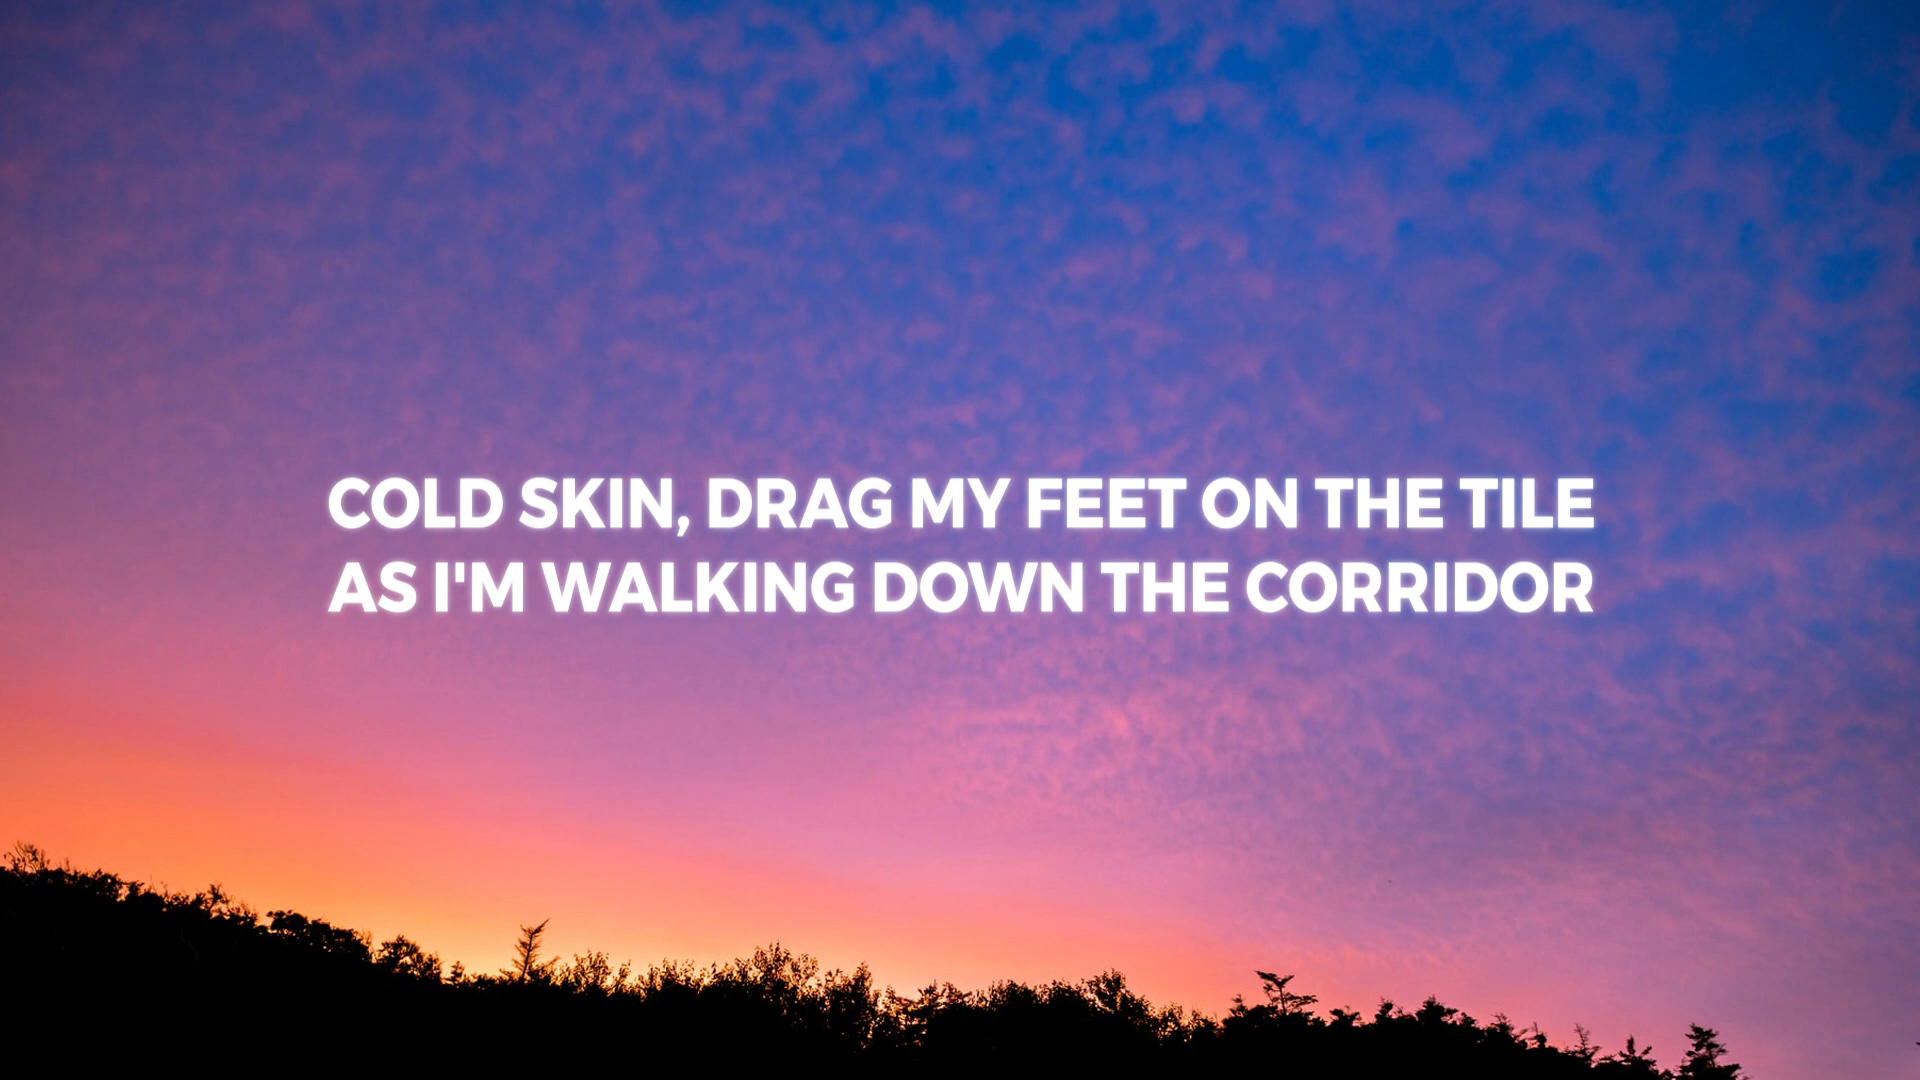 COLD SKIN, DRAG MY FEET ON THE TILE
AS I'M WALKING DOWN THE CORRIDOR